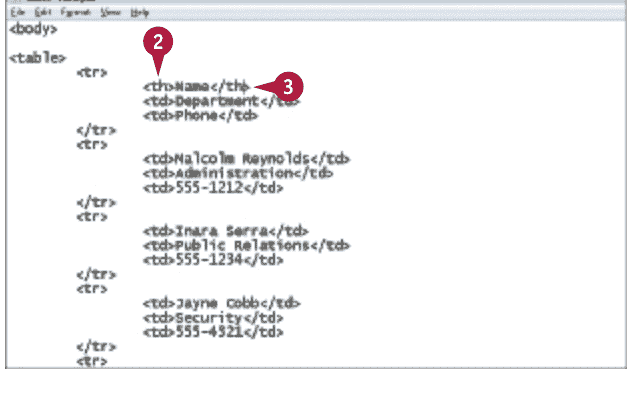 File Edit Format View Help
<body>
2
<table>
<tr>
<th>Name</th> 3
<td>Department</td>
<td>Phone</td>
</tr>
<tr>
<td>Malcolm Reynolds</td>
<td>Administration</td>
<td>555-1212</td>
</tr>
<tr>
<td>Inara Serra</td>
<td>Public Relations</td>
<td>555-1234</td>
</tr>
<tr>
<td>Jayne Cobb</td>
<td>Security</td>
<td>555-4321</td>
</tr>
<tr>